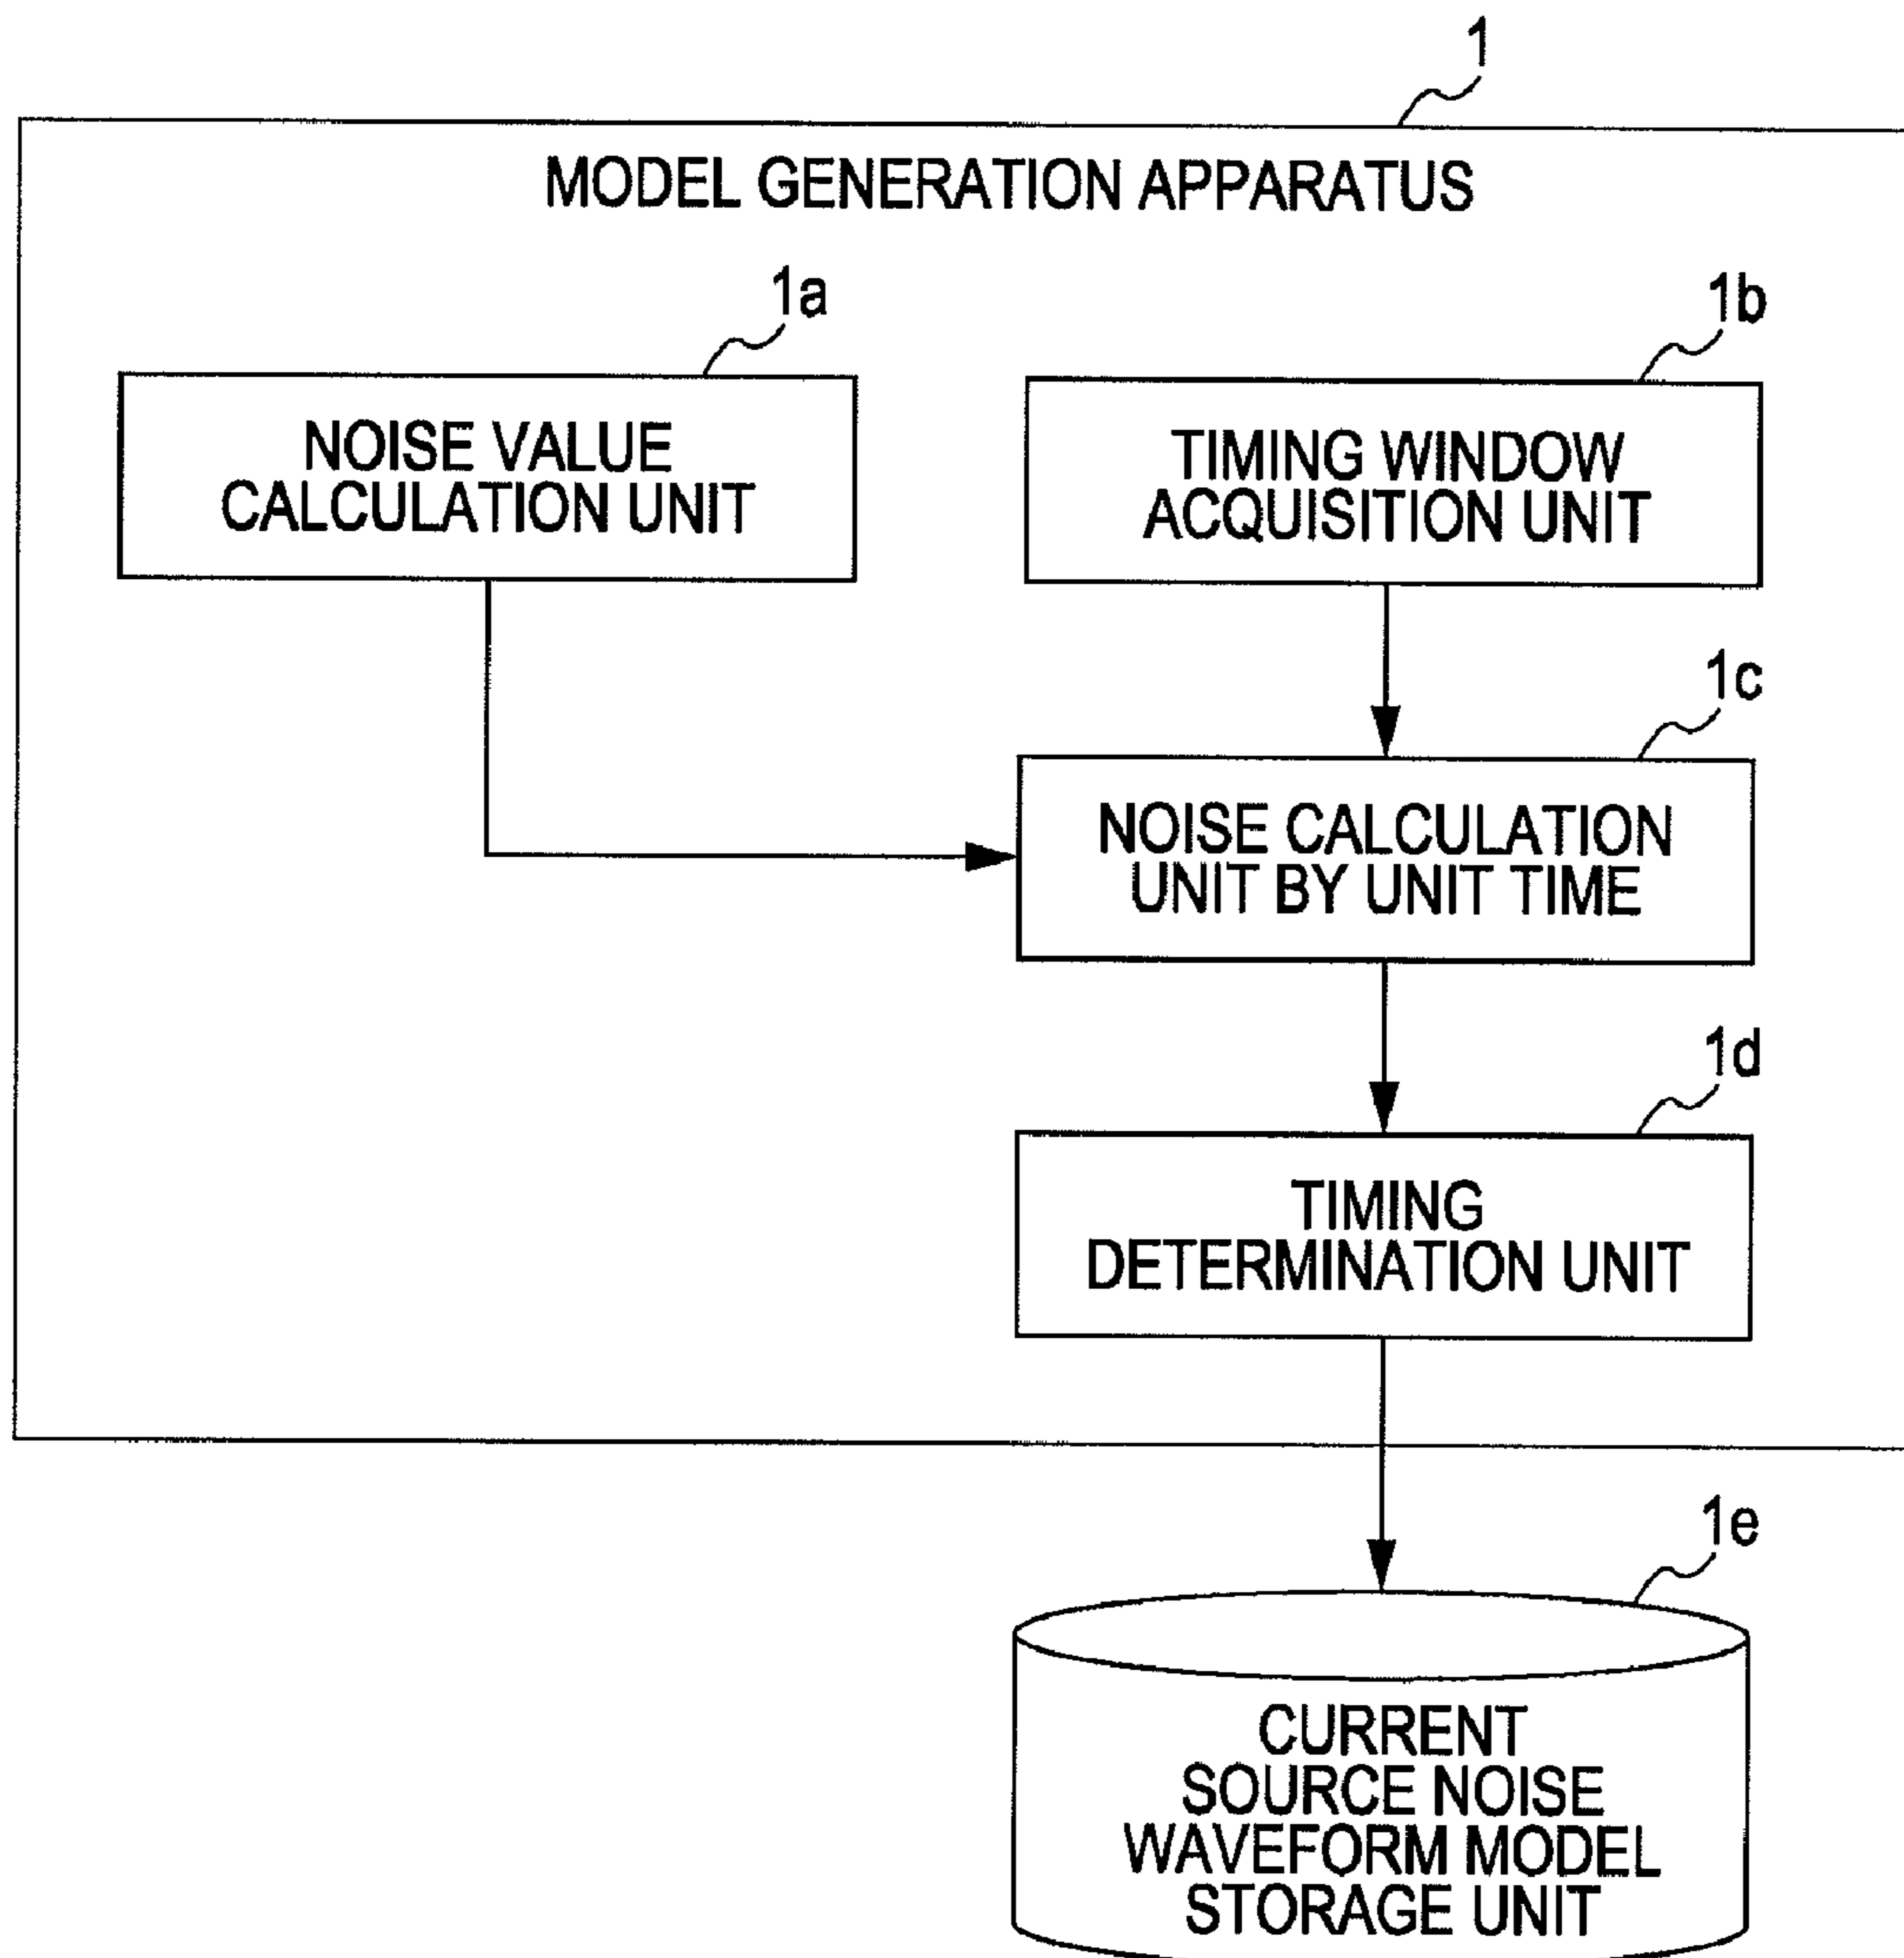 1
MODEL GENERATION APPARATUS
1a
1b
NOISE VALUE
CALCULATION UNIT
TIMING WINDOW
ACQUISITION UNIT
1c
NOISE CALCULATION
UNIT BY UNIT TIME
1d
TIMING
DETERMINATION UNIT
1e
CURRENT
SOURCE NOISE
WAVEFORM MODEL
STORAGE UNIT